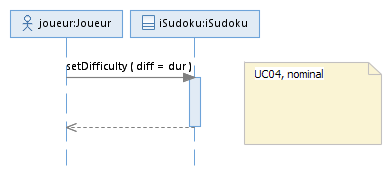 joueur:Joueur
iSudoku:iSudoku
setDifficulty ( diff = dur )
UC04, nominal